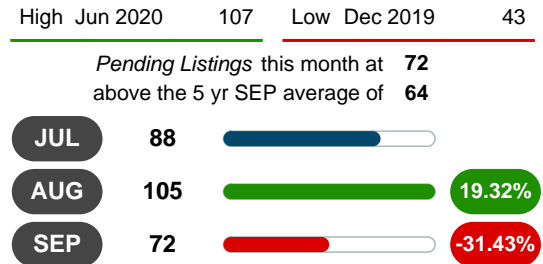 High Jun 2020 107 Low Dec 2019 43
Pending Listings this month at 72
above the 5 yr SEP average of 64
JUL 88
AUG 105 19.32%
SEP 72 -31.43%